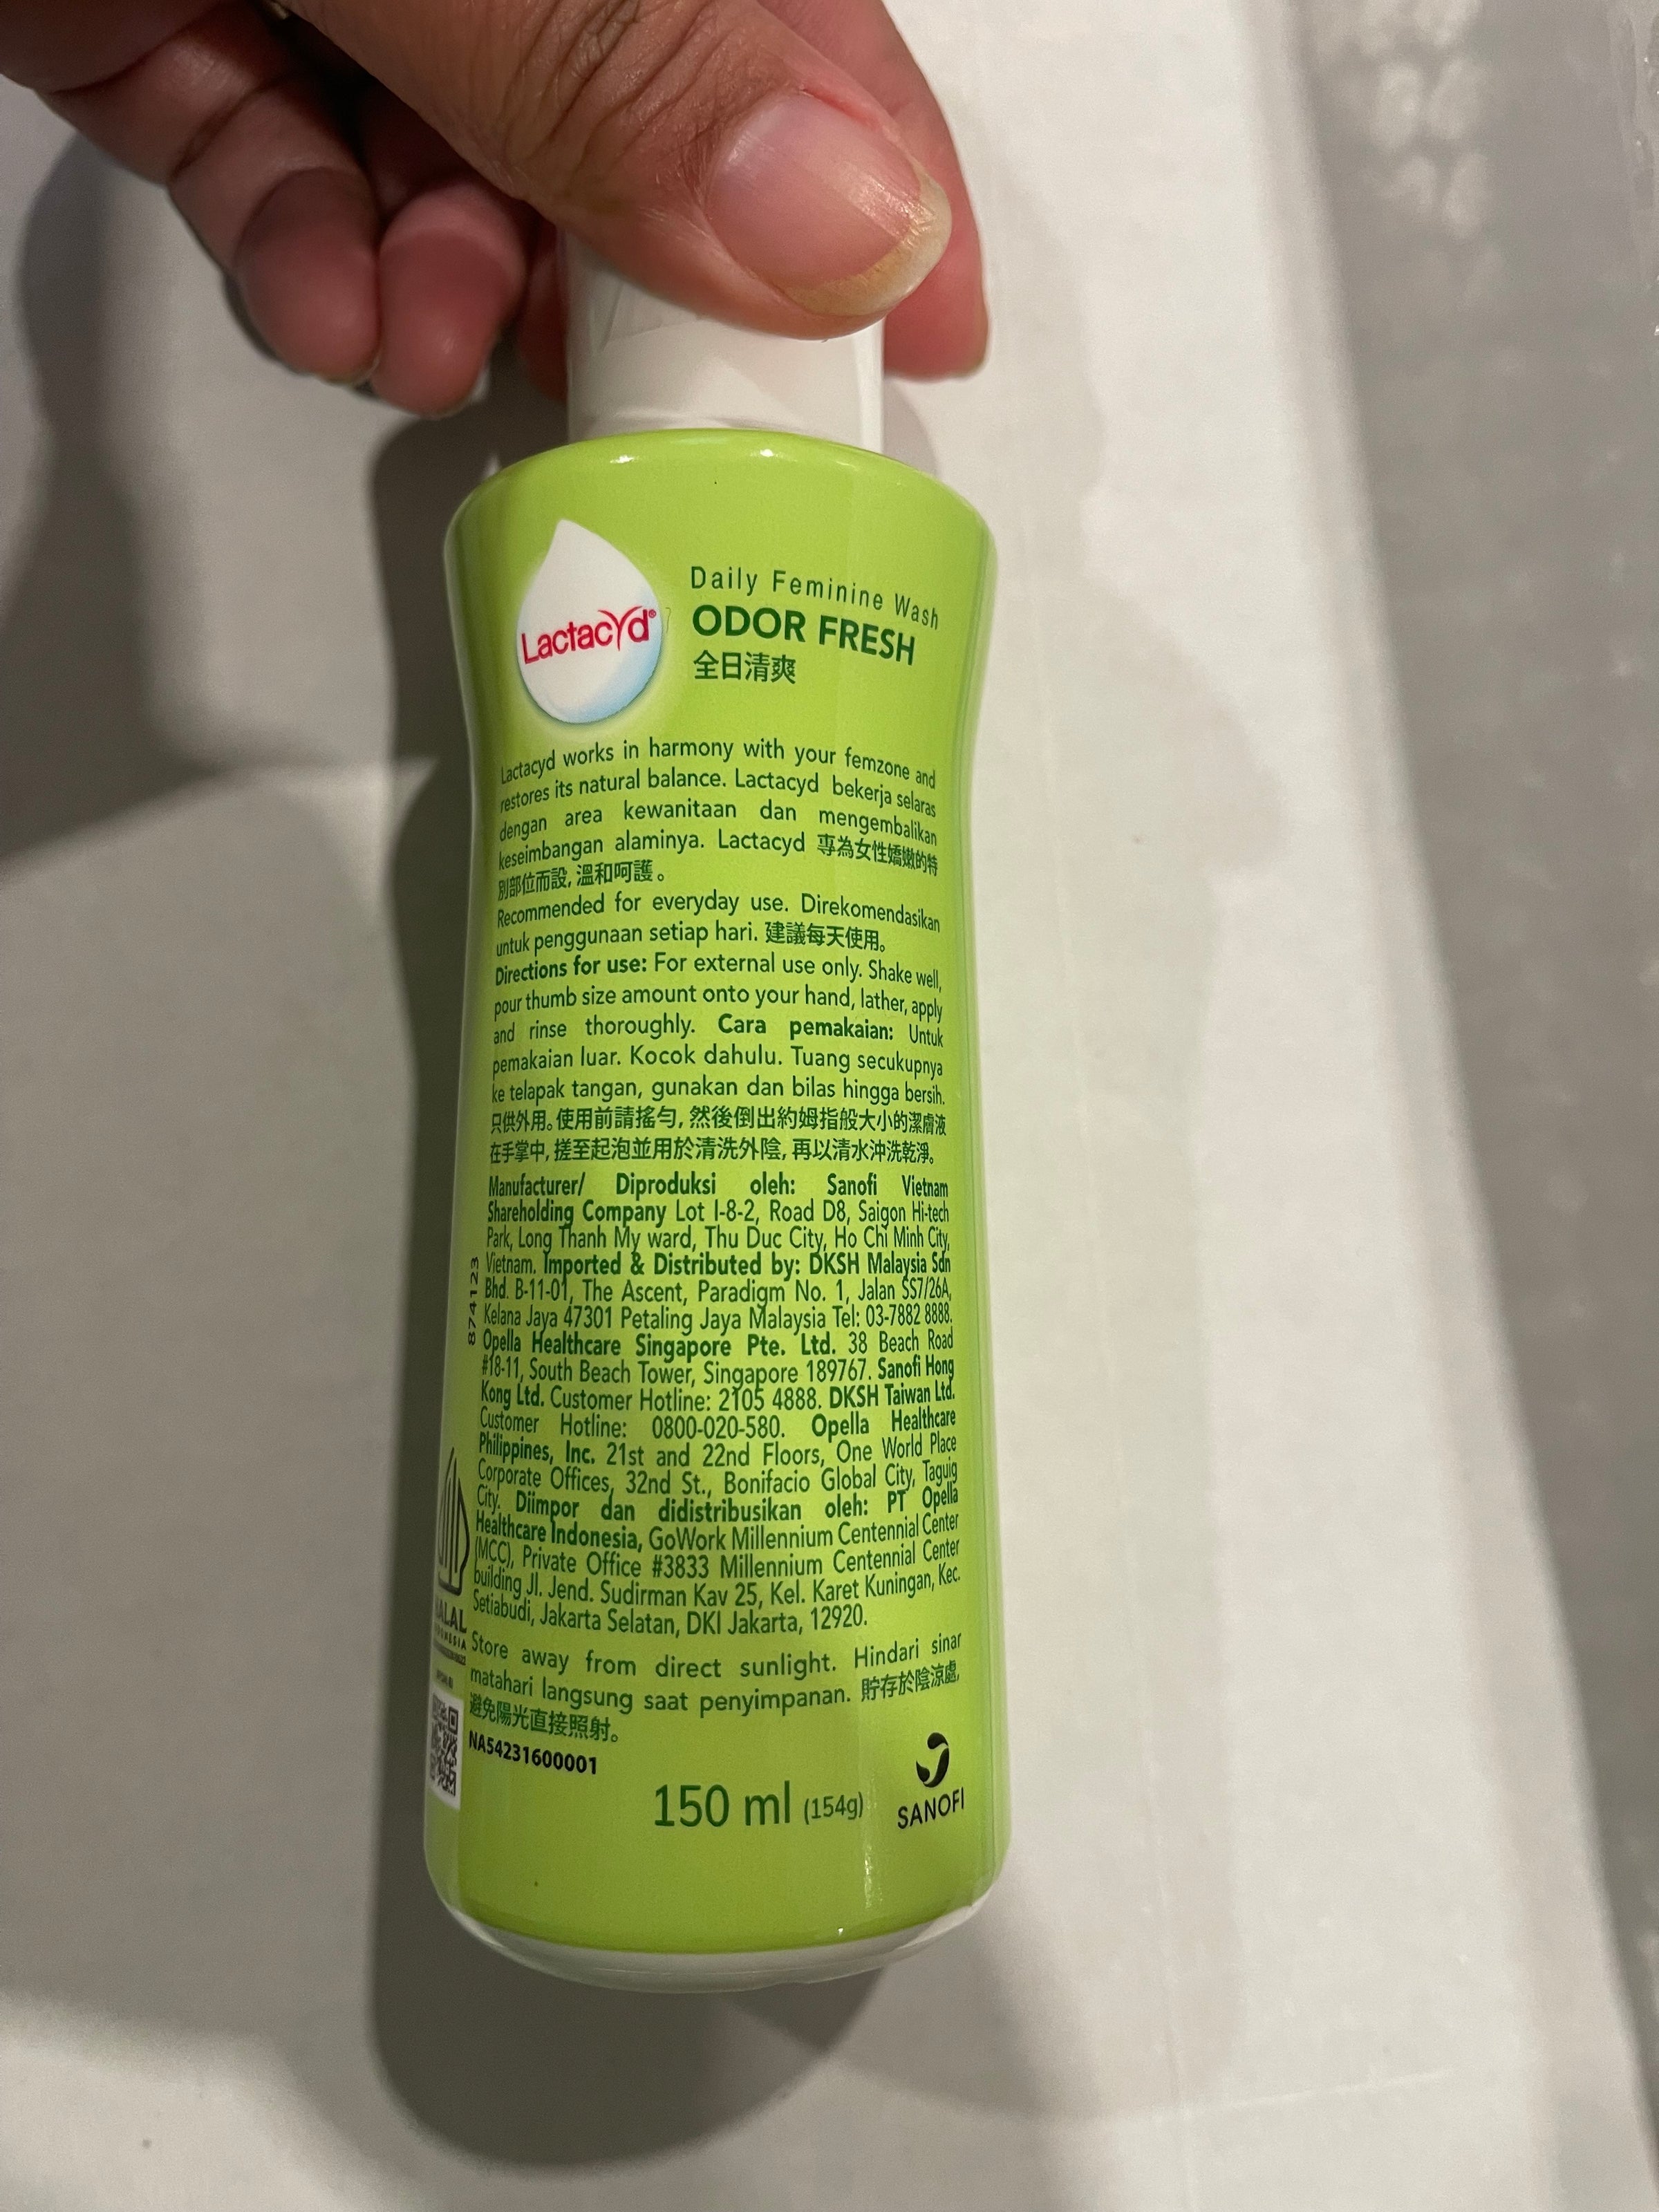 Lactacyd®
Daily Feminine Wash
ODOR FRESH
全日清爽
Lactacyd works in harmony with your femzone and
restores its natural balance. Lactacyd bekerja selaras
dengan area kewanitaan dan mengembalikan
keseimbangan alaminya. Lactacyd 專為女性嬌嫩的特
別部位而設, 溫和呵護。
Recommended for everyday use. Direkomendasikan
untuk penggunaan setiap hari. 建議每天使用。
Directions for use: For external use only. Shake well,
pour thumb size amount onto your hand, lather, apply
and rinse thoroughly. Cara pemakaian: Untuk
pemakaian luar. Kocok dahulu. Tuang secukupnya
ke telapak tangan, gunakan dan bilas hingga bersih.
只供外用。使用前請搖勻, 然後倒出約姆指般大小的潔膚液
在手掌中, 搓至起泡並用於清洗外陰, 再以清水沖洗乾淨。
Manufacturer/ Diproduksi oleh: Sanofi Vietnam
Shareholding Company Lot I-8-2, Road D8, Saigon Hi-tech
Park, Long Thanh My ward, Thu Duc City, Ho Chi Minh City,
Vietnam. Imported & Distributed by: DKSH Malaysia Sdn
Bhd. B-11-01, The Ascent, Paradigm No. 1, Jalan SS7/26A,
Kelana Jaya 47301 Petaling Jaya Malaysia Tel: 03-7882 8888.
Opella Healthcare Singapore Pte. Ltd. 38 Beach Road
#18-11, South Beach Tower, Singapore 189767. Sanofi Hong
Kong Ltd. Customer Hotline: 2105 4888. DKSH Taiwan Ltd.
Customer Hotline: 0800-020-580. Opella Healthcare
Philippines, Inc. 21st and 22nd Floors, One World Place
Corporate Offices, 32nd St., Bonifacio Global City, Taguig
City. Diimpor dan didistribusikan oleh: PT Opella
Healthcare Indonesia, GoWork Millennium Centennial Center
(MCC), Private Office #3833 Millennium Centennial Center
building Jl. Jend. Sudirman Kav 25, Kel. Karet Kuningan, Kec.
Setiabudi, Jakarta Selatan, DKI Jakarta, 12920.
Store away from direct sunlight. Hindari sinar
matahari langsung saat penyimpanan. 貯存於陰涼處,
避免陽光直接照射。
NA54231600001
150 ml (154g)
SANOFI
874123